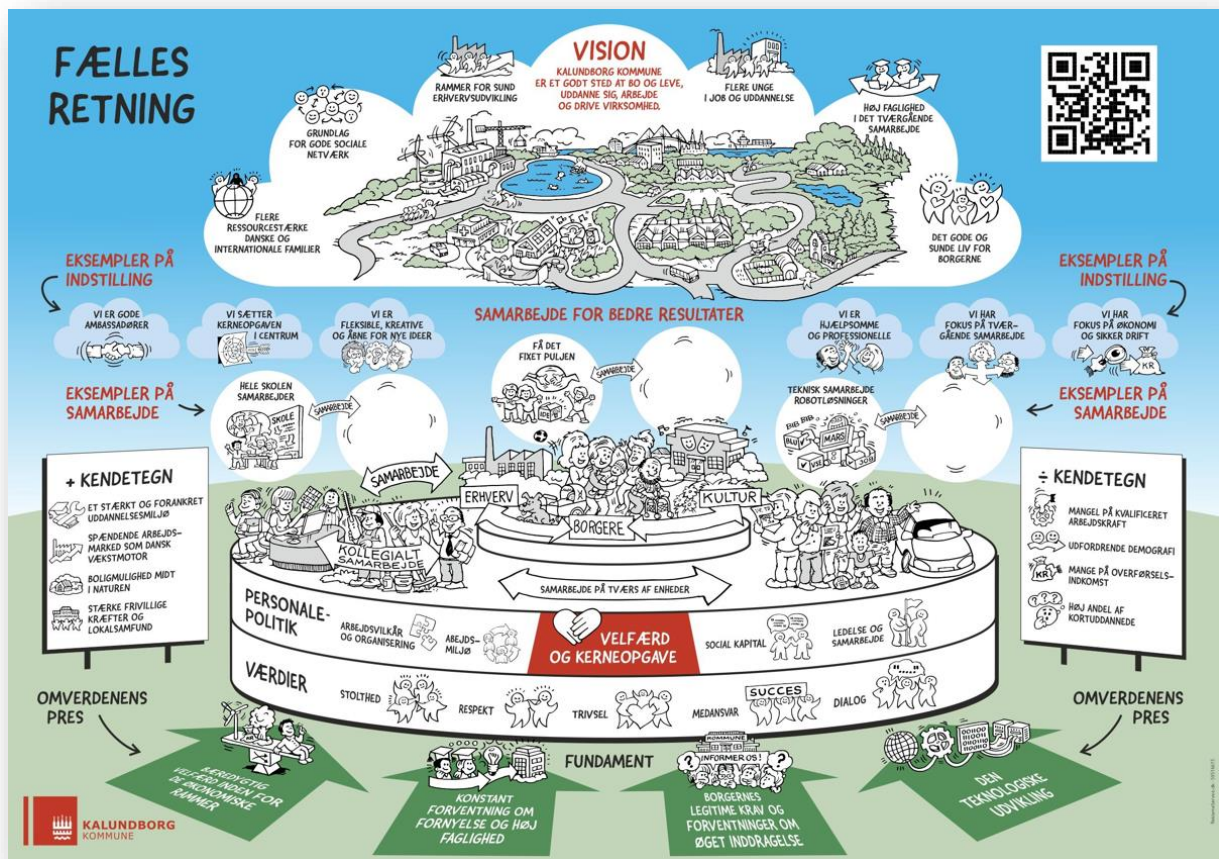 FÆLLES
RETNING
VISION
KALUNDBORG KOMMUNE
ER ET GODT STED AT BO OG LEVE,
UDDANNE SIG, ARBEJDE
OG DRIVE VIRKSOMHED.
RAMMER FOR SUND
ERHVERVSUDVIKLING
FLERE UNGE
I JOB OG UDDANNELSE
GRUNDLAG
FOR GODE SOCIALE
NETVÆRK
HØJ FAGLIGHED
I DET TVÆRGÅENDE
SAMARBEJDE
FLERE
RESSOURCESTÆRKE
DANSKE OG
INTERNATIONALE FAMILIER
DET GODE OG
SUNDE LIV FOR
BORGERNE
EKSEMPLER PÅ
INDSTILLING
VI ER GODE
AMBASSADØRER
VI SÆTTER
KERNEOPGAVEN
I CENTRUM
VI ER
FLEKSIBLE, KREATIVE
OG ÅBNE FOR NYE IDEER
SAMARBEJDE FOR BEDRE RESULTATER
VI ER
HJÆLPSOMME
OG PROFESSIONELLE
VI HAR
FOKUS PÅ TVÆR-
GÅENDE SAMARBEJDE
VI HAR
FOKUS PÅ ØKONOMI
OG SIKKER DRIFT
KR
EKSEMPLER PÅ
INDSTILLING
EKSEMPLER PÅ
SAMARBEJDE
HELE SKOLEN
SAMARBEJDER
SKOLE
SAMARBEJDE
FÅ DET
FIXET PULJEN
SAMARBEJDE
TEKNISK SAMARBEJDE
ROBOTLØSNINGER
BIB BIB
BLU
MARS
VSE
JOB
SAMARBEJDE
EKSEMPLER PÅ
SAMARBEJDE
+ KENDETEGN
ET STÆRKT OG FORANKRET
UDDANNELSESMILJØ
SPÆNDENDE ARBEJDS-
MARKED SOM DANSK
VÆKSTMOTOR
BOLIGMULIGHED MIDT
I NATUREN
STÆRKE FRIVILLIGE
KRÆFTER OG
LOKALSAMFUND
SAMARBEJDE
ERHVERV
BORGERE
KULTUR
KOLLEGIALT
SAMARBEJDE
SAMARBEJDE PÅ TVÆRS AF ENHEDER
÷ KENDETEGN
MANGEL PÅ KVALIFICERET
ARBEJDSKRAFT
UDFORDRENDE DEMOGRAFI
KR
MANGE PÅ OVERFØRSELS-
INDKOMST
???
HØJ ANDEL AF
KORTUDDANNEDE
PERSONALE-
POLITIK
ARBEJDSVILKÅR
OG ORGANISERING
ABEJDS-
MILJØ
VELFÆRD
OG KERNEOPGAVE
SOCIAL KAPITAL
LEDELSE OG
SAMARBEJDE
VÆRDIER
STOLTHED
RESPEKT
TRIVSEL
MEDANSVAR
SUCCES
DIALOG
OMVERDENENS
PRES
OMVERDENENS
PRES
FUNDAMENT
BÆREDYGTIG
VELFÆRD INDEN FOR
DE ØKONOMISKE
RAMMER
KONSTANT
FORVENTNING OM
FORNYELSE OG HØJ
FAGLIGHED
KOMMUNE
INFORMER OS!
BORGERNES
LEGITIME KRAV OG
FORVENTNINGER OM
ØGET INDDRAGELSE
DEN
TEKNOLOGISKE
UDVIKLING
KALUNDBORG
KOMMUNE